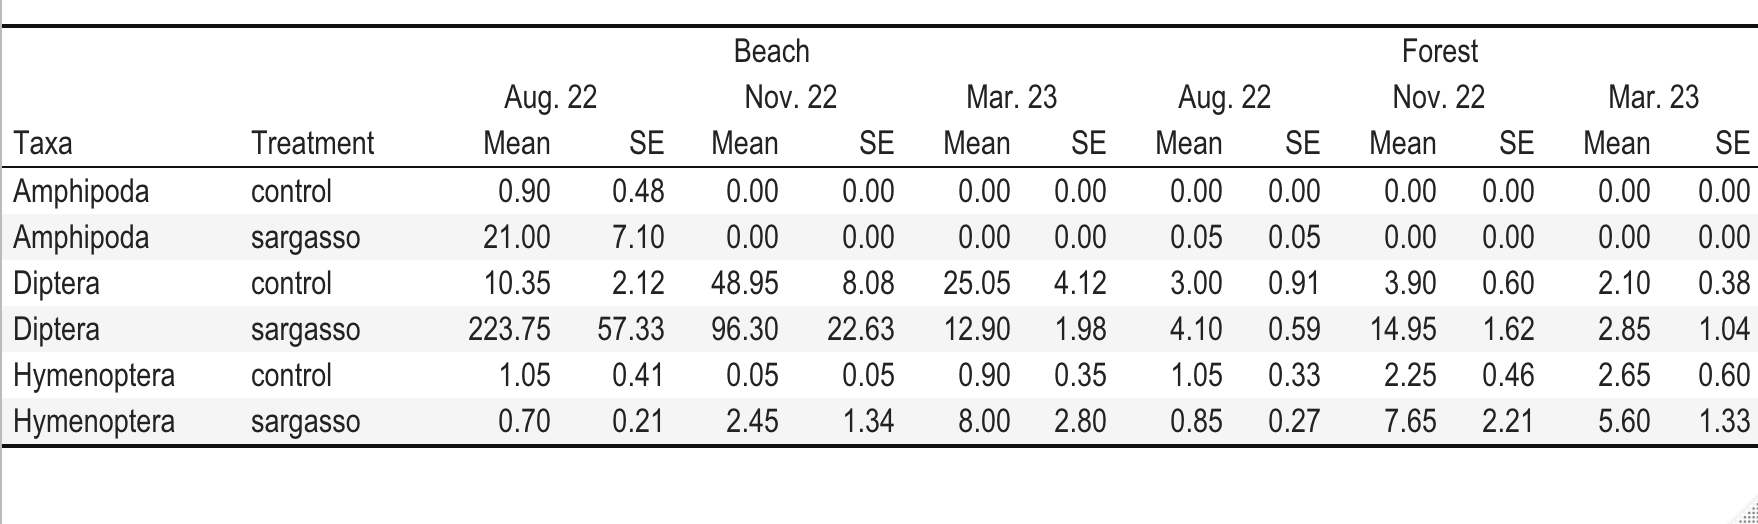 Beach Forest
Aug. 22 Nov. 22 Mar. 23 Aug. 22 Nov. 22 Mar. 23
Taxa Treatment Mean SE Mean SE Mean SE Mean SE Mean SE Mean SE
Amphipoda control 0.90 0.48 0.00 0.00 0.00 0.00 0.00 0.00 0.00 0.00 0.00 0.00
Amphipoda sargasso 21.00 7.10 0.00 0.00 0.00 0.00 0.05 0.05 0.00 0.00 0.00 0.00
Diptera control 10.35 2.12 48.95 8.08 25.05 4.12 3.00 0.91 3.90 0.60 2.10 0.38
Diptera sargasso 223.75 57.33 96.30 22.63 12.90 1.98 4.10 0.59 14.95 1.62 2.85 1.04
Hymenoptera control 1.05 0.41 0.05 0.05 0.90 0.35 1.05 0.33 2.25 0.46 2.65 0.60
Hymenoptera sargasso 0.70 0.21 2.45 1.34 8.00 2.80 0.85 0.27 7.65 2.21 5.60 1.33